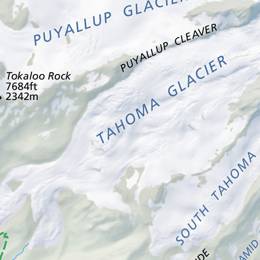 PUYALLUP GLACIER
PUYALLUP CLEAVER
Tokaloo Rock
7684ft
2342m
TAHOMA GLACIER
SOUTH TAHOMA